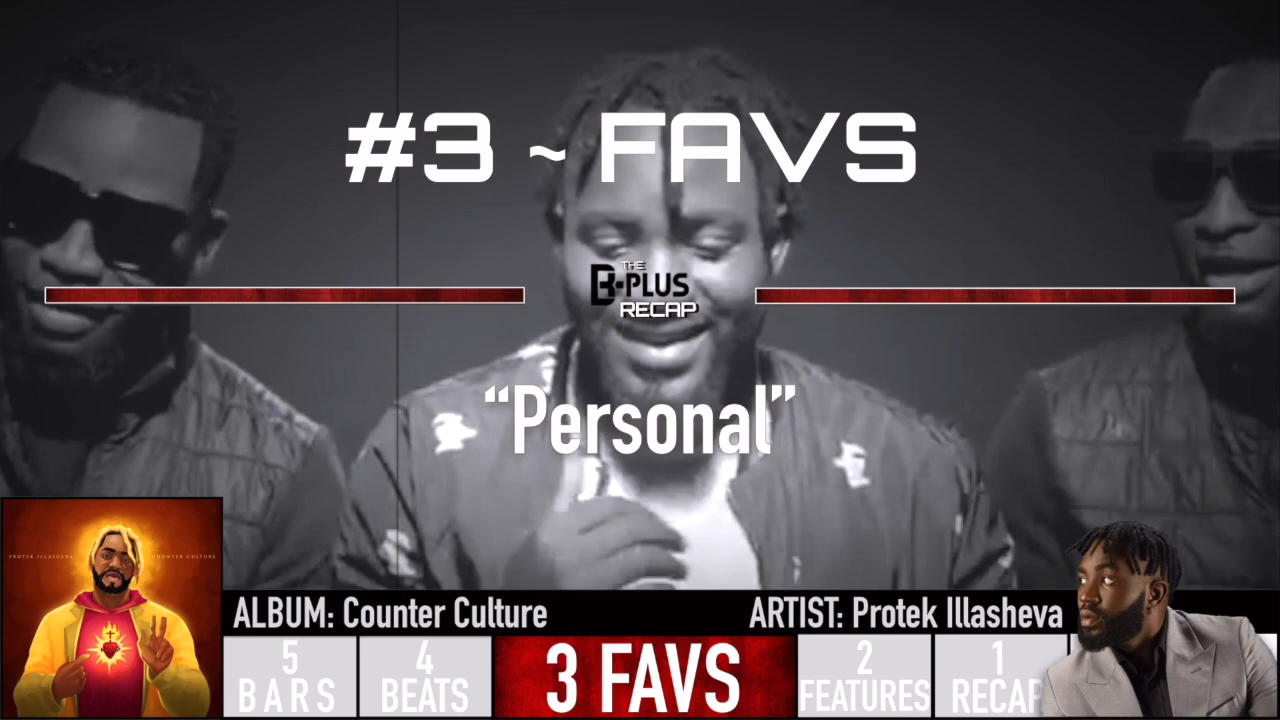 #3 ~ FAVS
THE
B-PLUS
RECAP
“Personal”
PROTEK ILLASHEVA COUNTER CULTURE
ALBUM: Counter Culture
ARTIST: Protek Illasheva
5
BARS
4
BEATS
3 FAVS
2
FEATURES
1
RECAP